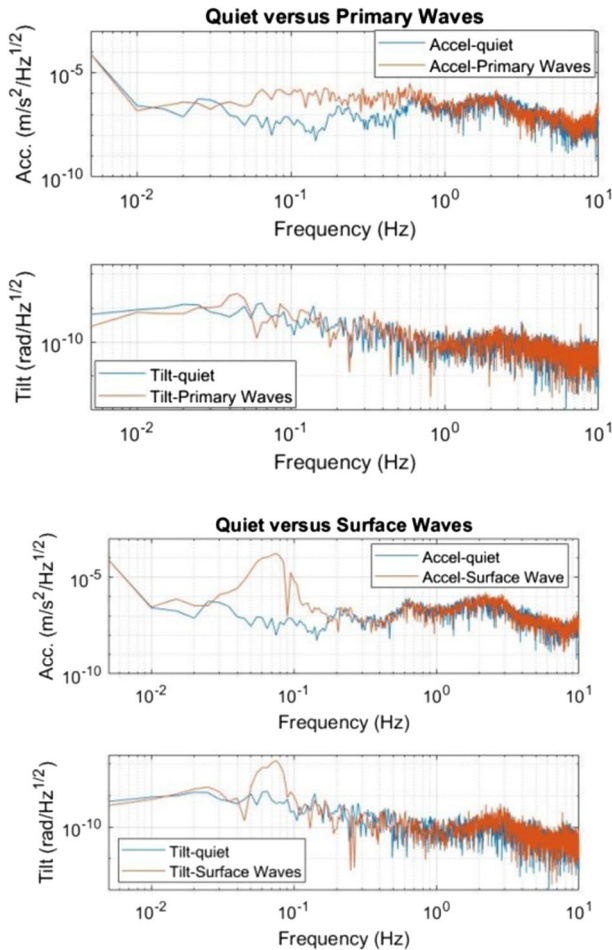 Quiet versus Primary Waves
Acc. (m/s²/Hz^1/2)
10^-5
10^-10
Accel-quiet
Accel-Primary Waves
10^-2
10^-1
10^0
10^1
Frequency (Hz)
Tilt (rad/Hz^1/2)
10^-10
Tilt-quiet
Tilt-Primary Waves
10^-2
10^-1
10^0
10^1
Frequency (Hz)
Quiet versus Surface Waves
Acc. (m/s²/Hz^1/2)
10^-5
10^-10
Accel-quiet
Accel-Surface Wave
10^-2
10^-1
10^0
10^1
Frequency (Hz)
Tilt (rad/Hz^1/2)
10^-10
Tilt-quiet
Tilt-Surface Waves
10^-2
10^-1
10^0
10^1
Frequency (Hz)